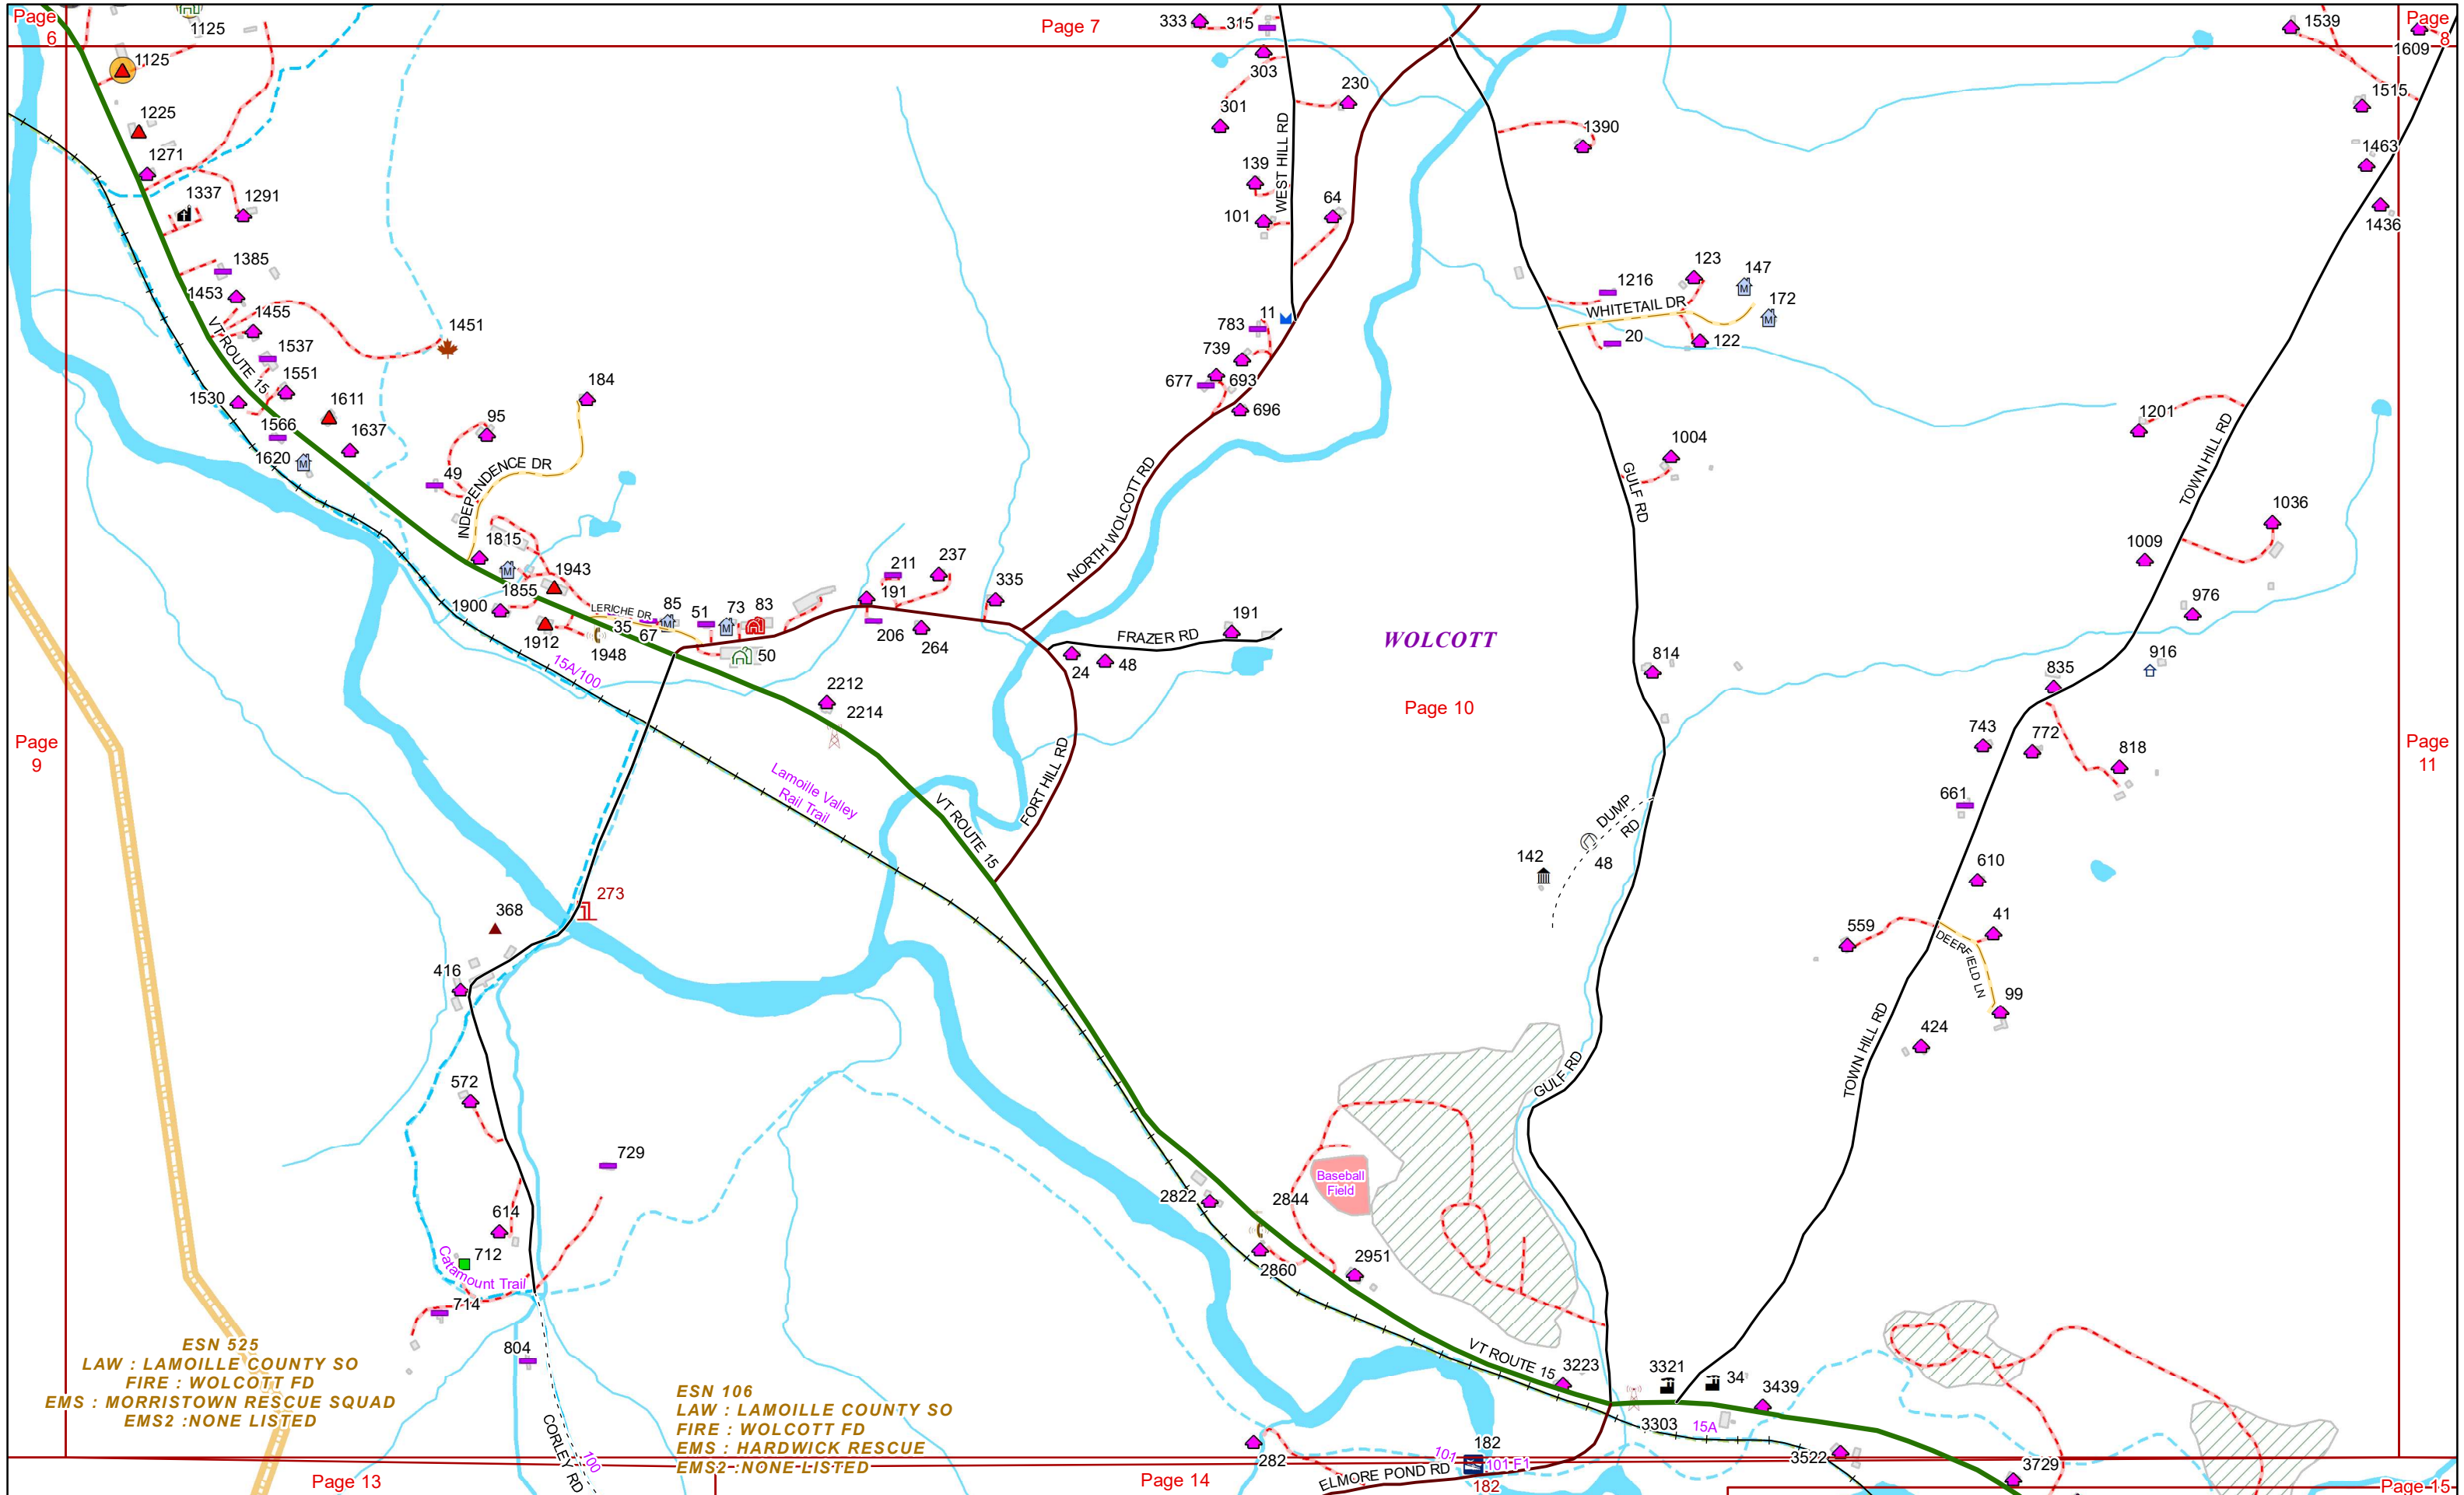 Page
6
1125
1125
Page 7
333
315
303
301
230
1539
Page
8
1609
1515
1225
1271
1337
1291
139
WEST HILL RD
101
64
1390
1463
1436
1385
1453
1455
1451
VT ROUTE 15
1537
1551
1530
1566
1611
1637
1620
184
95
49
INDEPENDENCE DR
783
11
739
677
693
696
1216
123
147
172
WHITETAIL DR
20
122
1201
1004
GULF RD
TOWN HILL RD
NORTH WOLCOTT RD
1036
1009
976
1815
1855
1943
1900
1912
1948
LERICHE DR
35
67
85
51
73
83
50
211
237
191
206
264
335
191
FRAZER RD
24
48
WOLCOTT
Page 10
814
916
835
743
772
818
661
Page
9
Page
11
15A/100
2212
2214
Lamoille Valley
Rail Trail
VT ROUTE 15
FORT HILL RD
DUMP
RD
142
48
610
41
559
DEERFIELD LN
99
424
273
368
416
TOWN HILL RD
GULF RD
572
729
614
712
Catamount Trail
714
804
2822
2844
Baseball
Field
2860
2951
ESN 525
LAW : LAMOILLE COUNTY SO
FIRE : WOLCOTT FD
EMS : MORRISTOWN RESCUE SQUAD
EMS2 :NONE LISTED
ESN 106
LAW : LAMOILLE COUNTY SO
FIRE : WOLCOTT FD
EMS : HARDWICK RESCUE
EMS2 :NONE LISTED
CORLEY RD
100
VT ROUTE 15
3223
3321
34
3439
3303
15A
3522
3729
282
182
101
101 F1
182
ELMORE POND RD
Page 13
Page 14
Page 15